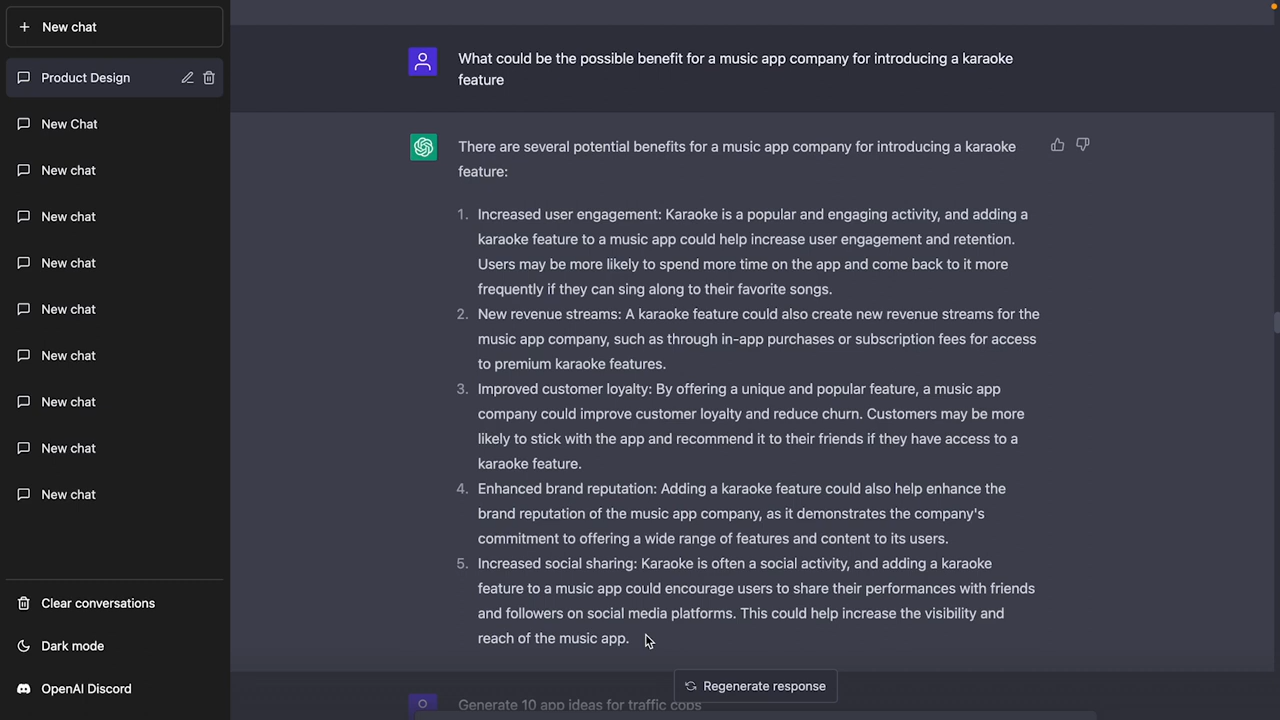 New chat
Product Design
New Chat
New chat
New chat
New chat
New chat
New chat
New chat
New chat
New chat
Clear conversations
Dark mode
OpenAI Discord
What could be the possible benefit for a music app company for introducing a karaoke
feature
There are several potential benefits for a music app company for introducing a karaoke
feature:
1. Increased user engagement: Karaoke is a popular and engaging activity, and adding a
karaoke feature to a music app could help increase user engagement and retention.
Users may be more likely to spend more time on the app and come back to it more
frequently if they can sing along to their favorite songs.
2. New revenue streams: A karaoke feature could also create new revenue streams for the
music app company, such as through in-app purchases or subscription fees for access
to premium karaoke features.
3. Improved customer loyalty: By offering a unique and popular feature, a music app
company could improve customer loyalty and reduce churn. Customers may be more
likely to stick with the app and recommend it to their friends if they have access to a
karaoke feature.
4. Enhanced brand reputation: Adding a karaoke feature could also help enhance the
brand reputation of the music app company, as it demonstrates the company's
commitment to offering a wide range of features and content to its users.
5. Increased social sharing: Karaoke is often a social activity, and adding a karaoke
feature to a music app could encourage users to share their performances with friends
and followers on social media platforms. This could help increase the visibility and
reach of the music app.
Regenerate response
Generate 10 app ideas for traffic cops